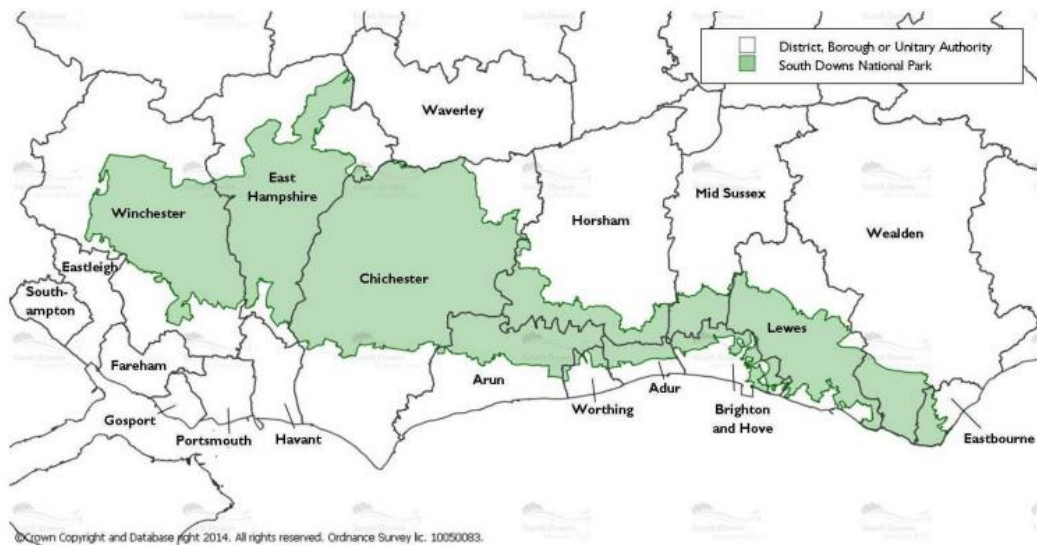 District, Borough or Unitary Authority
South Downs National Park
Waverley
East
Hampshire
Winchester
Mid Sussex
Horsham
Wealden
Eastleigh
Chichester
South-
ampton
Lewes
Fareham
Arun
Adur
Worthing
Brighton
and Hove
Gosport
Portsmouth
Havant
Eastbourne
©Crown Copyright and Database right 2014. All rights reserved. Ordnance Survey lic. 10050083.